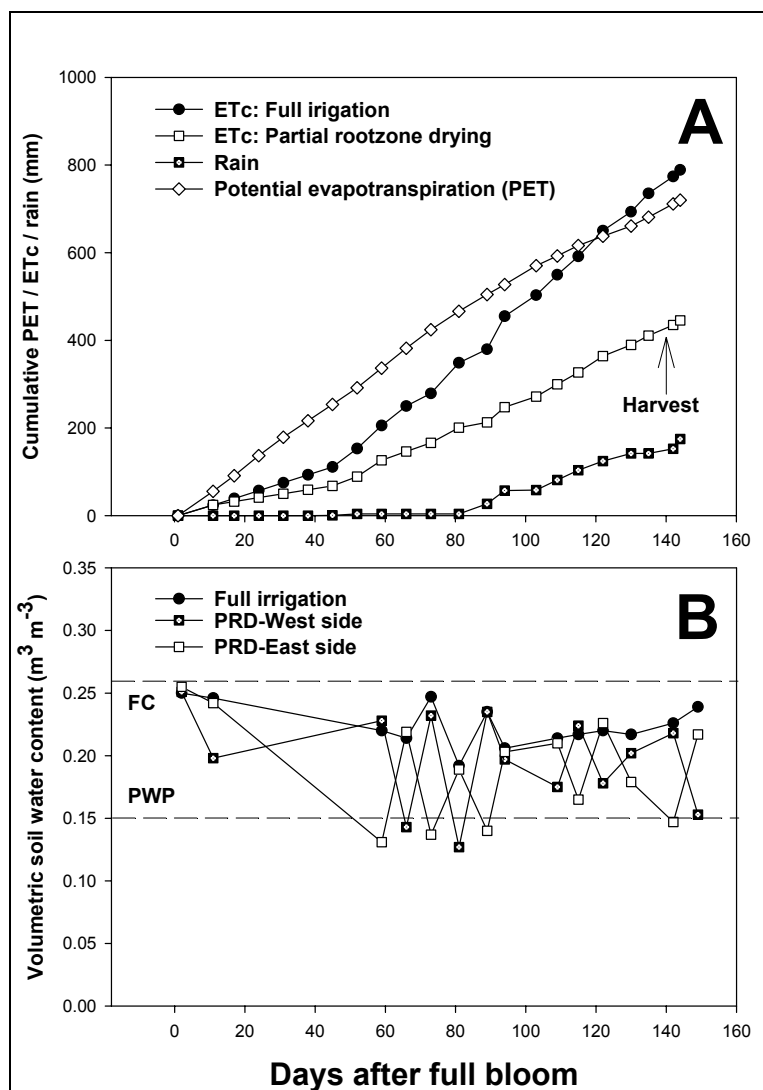 1000
800
600
400
200
0
Cumulative PET / ETc / rain (mm)
ETc: Full irigation
ETc: Partial rootzone drying
Rain
Potential evapotranspiration (PET)
A
Harvest
0 20 40 60 80 100 120 140 160
0.35
0.30
0.25
0.20
0.15
0.10
0.05
0.00
Volumetric soil water content (m³ m⁻³)
Full irrigation
PRD-West side
PRD-East side
B
FC
PWP
0 20 40 60 80 100 120 140 160
Days after full bloom